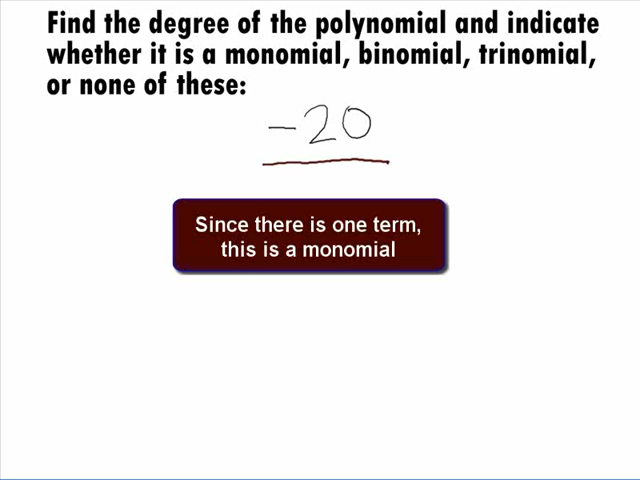 Find the degree of the polynomial and indicate
whether it is a monomial, binomial, trinomial,
or none of these:
-20
Since there is one term,
this is a monomial